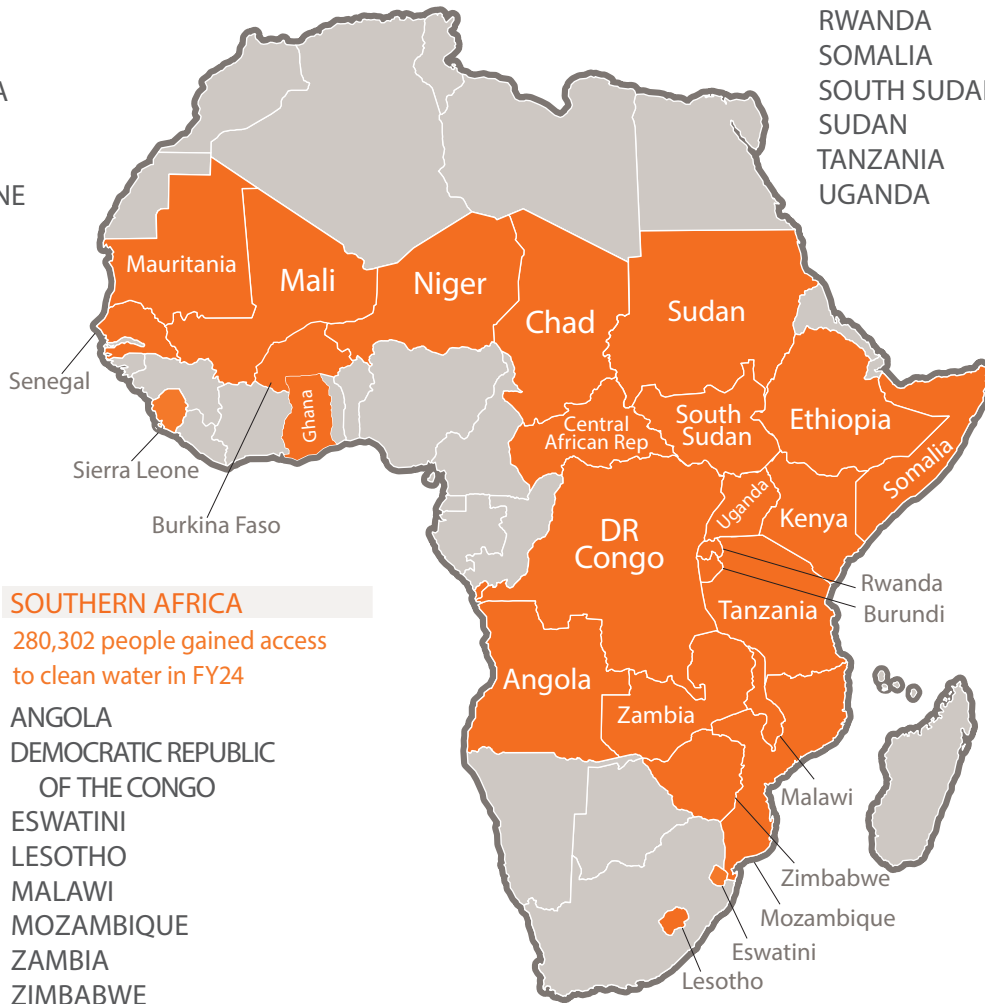 RWANDA
SOMALIA
SOUTH SUDAN
SUDAN
TANZANIA
UGANDA
A
NE
Mauritania
Mali
Niger
Chad
Sudan
Senegal
Ghana
Central
African Rep
South
Sudan
Ethiopia
Somalia
Sierra Leone
Burkina Faso
Uganda
Kenya
DR
Congo
Rwanda
Burundi
Tanzania
SOUTHERN AFRICA
280,302 people gained access
to clean water in FY24
ANGOLA
DEMOCRATIC REPUBLIC
OF THE CONGO
ESWATINI
LESOTHO
MALAWI
MOZAMBIQUE
ZAMBIA
ZIMBABWE
Angola
Zambia
Malawi
Zimbabwe
Mozambique
Eswatini
Lesotho